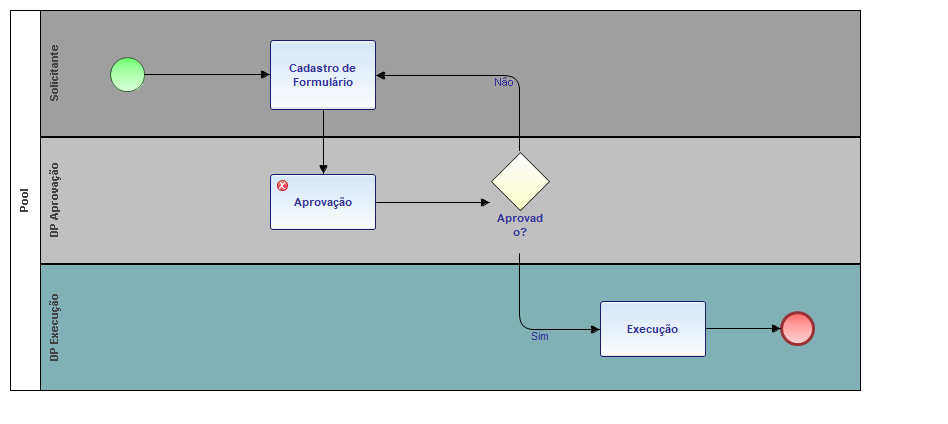 Pool
Solicitante
Cadastro de
Formulário
Não
DP Aprovação
Aprovação
Aprovad
o?
DP Execução
Sim
Execução